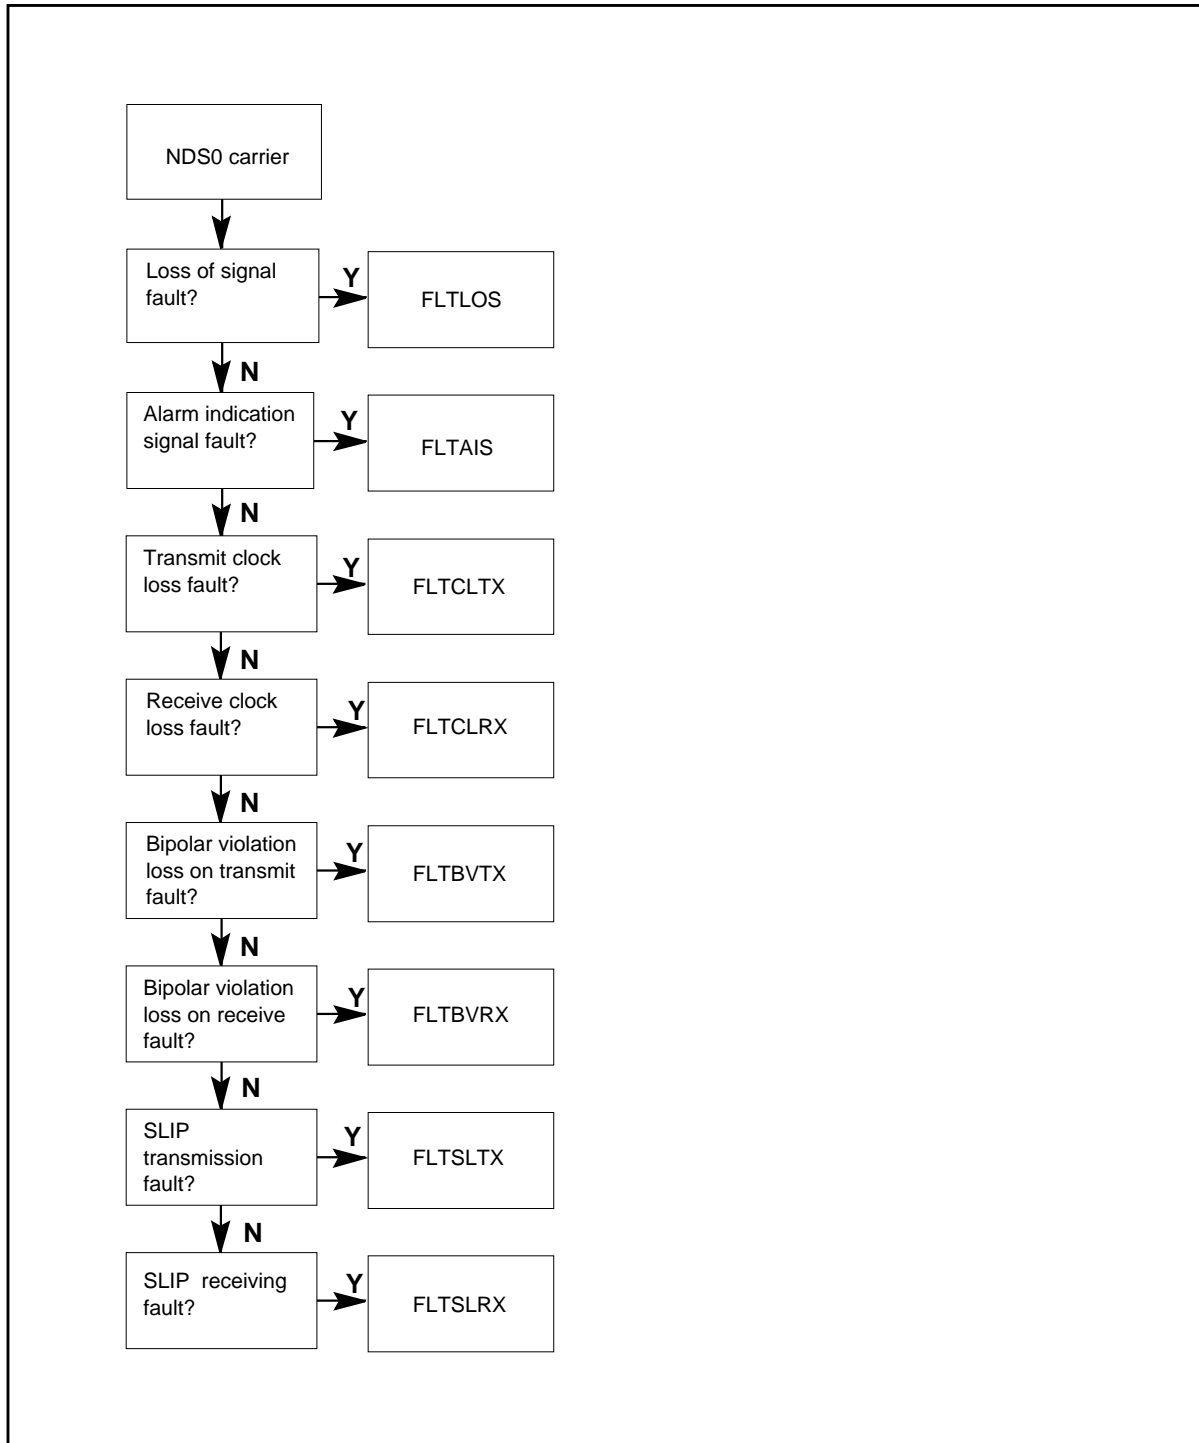 NDS0 carrier
Loss of signal
fault?
Y
FLTLOS
N
Alarm indication
signal fault?
Y
FLTAIS
N
Transmit clock
loss fault?
Y
FLTCLTX
N
Receive clock
loss fault?
Y
FLTCLRX
N
Bipolar violation
loss on transmit
fault?
Y
FLTBVTX
N
Bipolar violation
loss on receive
fault?
Y
FLTBVRX
N
SLIP
transmission
fault?
Y
FLTSLTX
N
SLIP receiving
fault?
Y
FLTSLRX